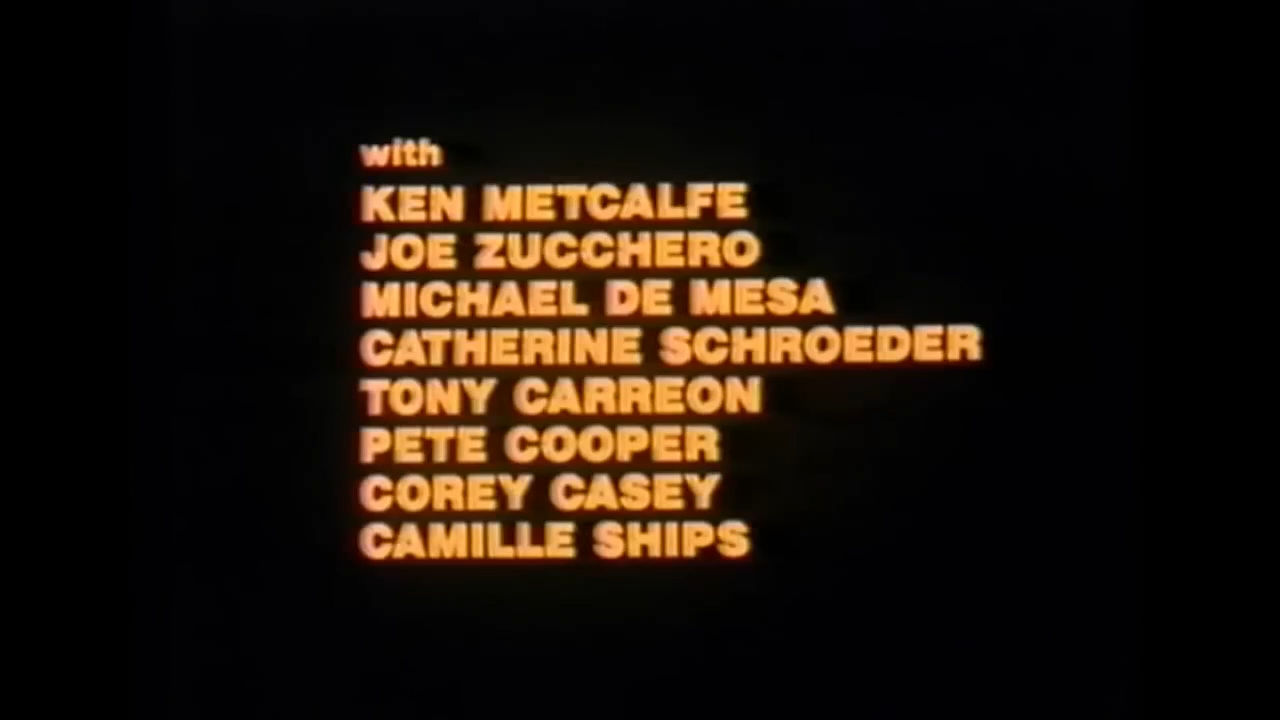 with
KEN METCALFE
JOE ZUCCHERO
MICHAEL DE MESA
CATHERINE SCHROEDER
TONY CARREON
PETE COOPER
COREY CASEY
CAMILLE SHIPS